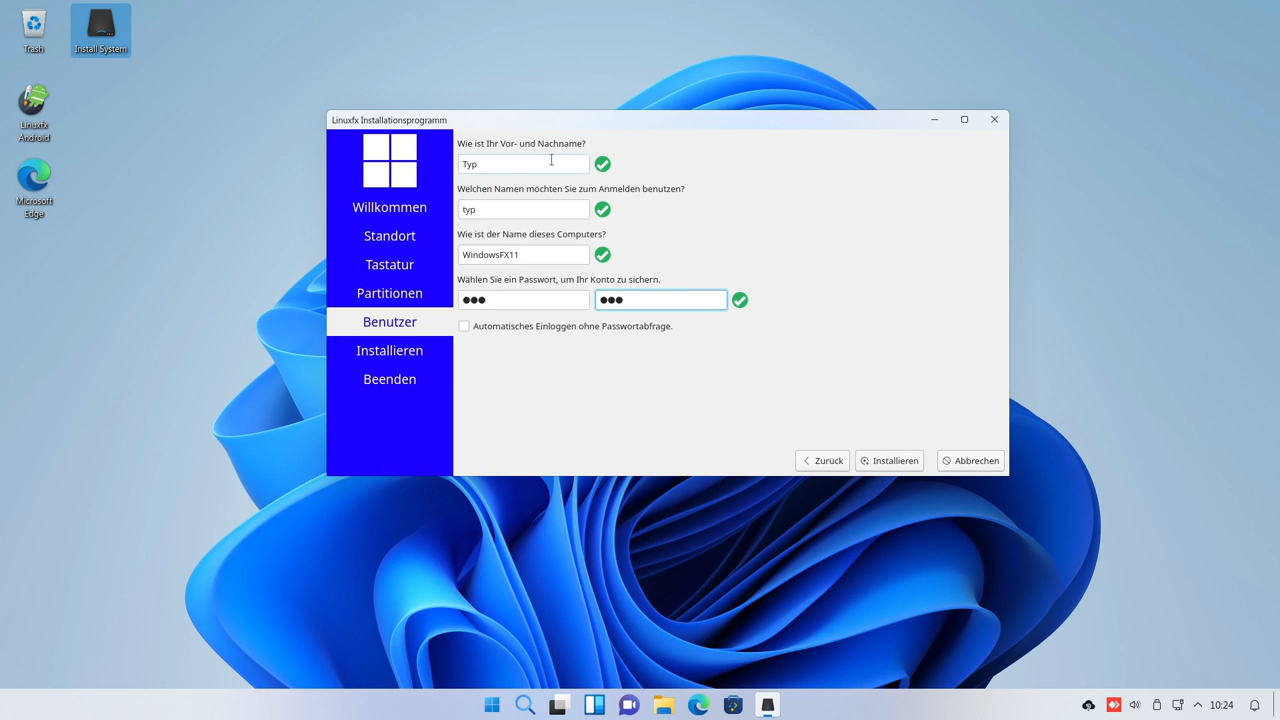 Trash
Install System
Linuxfx
Android
Microsoft
Edge
Linuxfx Installationsprogramm
Willkommen
Standort
Tastatur
Partitionen
Benutzer
Installieren
Beenden
Wie ist Ihr Vor- und Nachname?
Typ
Welchen Namen möchten Sie zum Anmelden benutzen?
typ
Wie ist der Name dieses Computers?
WindowsFX11
Wählen Sie ein Passwort, um Ihr Konto zu sichern.
●●● ●●●
Automatisches Einloggen ohne Passwortabfrage.
Zurück Installieren Abbrechen
10:24